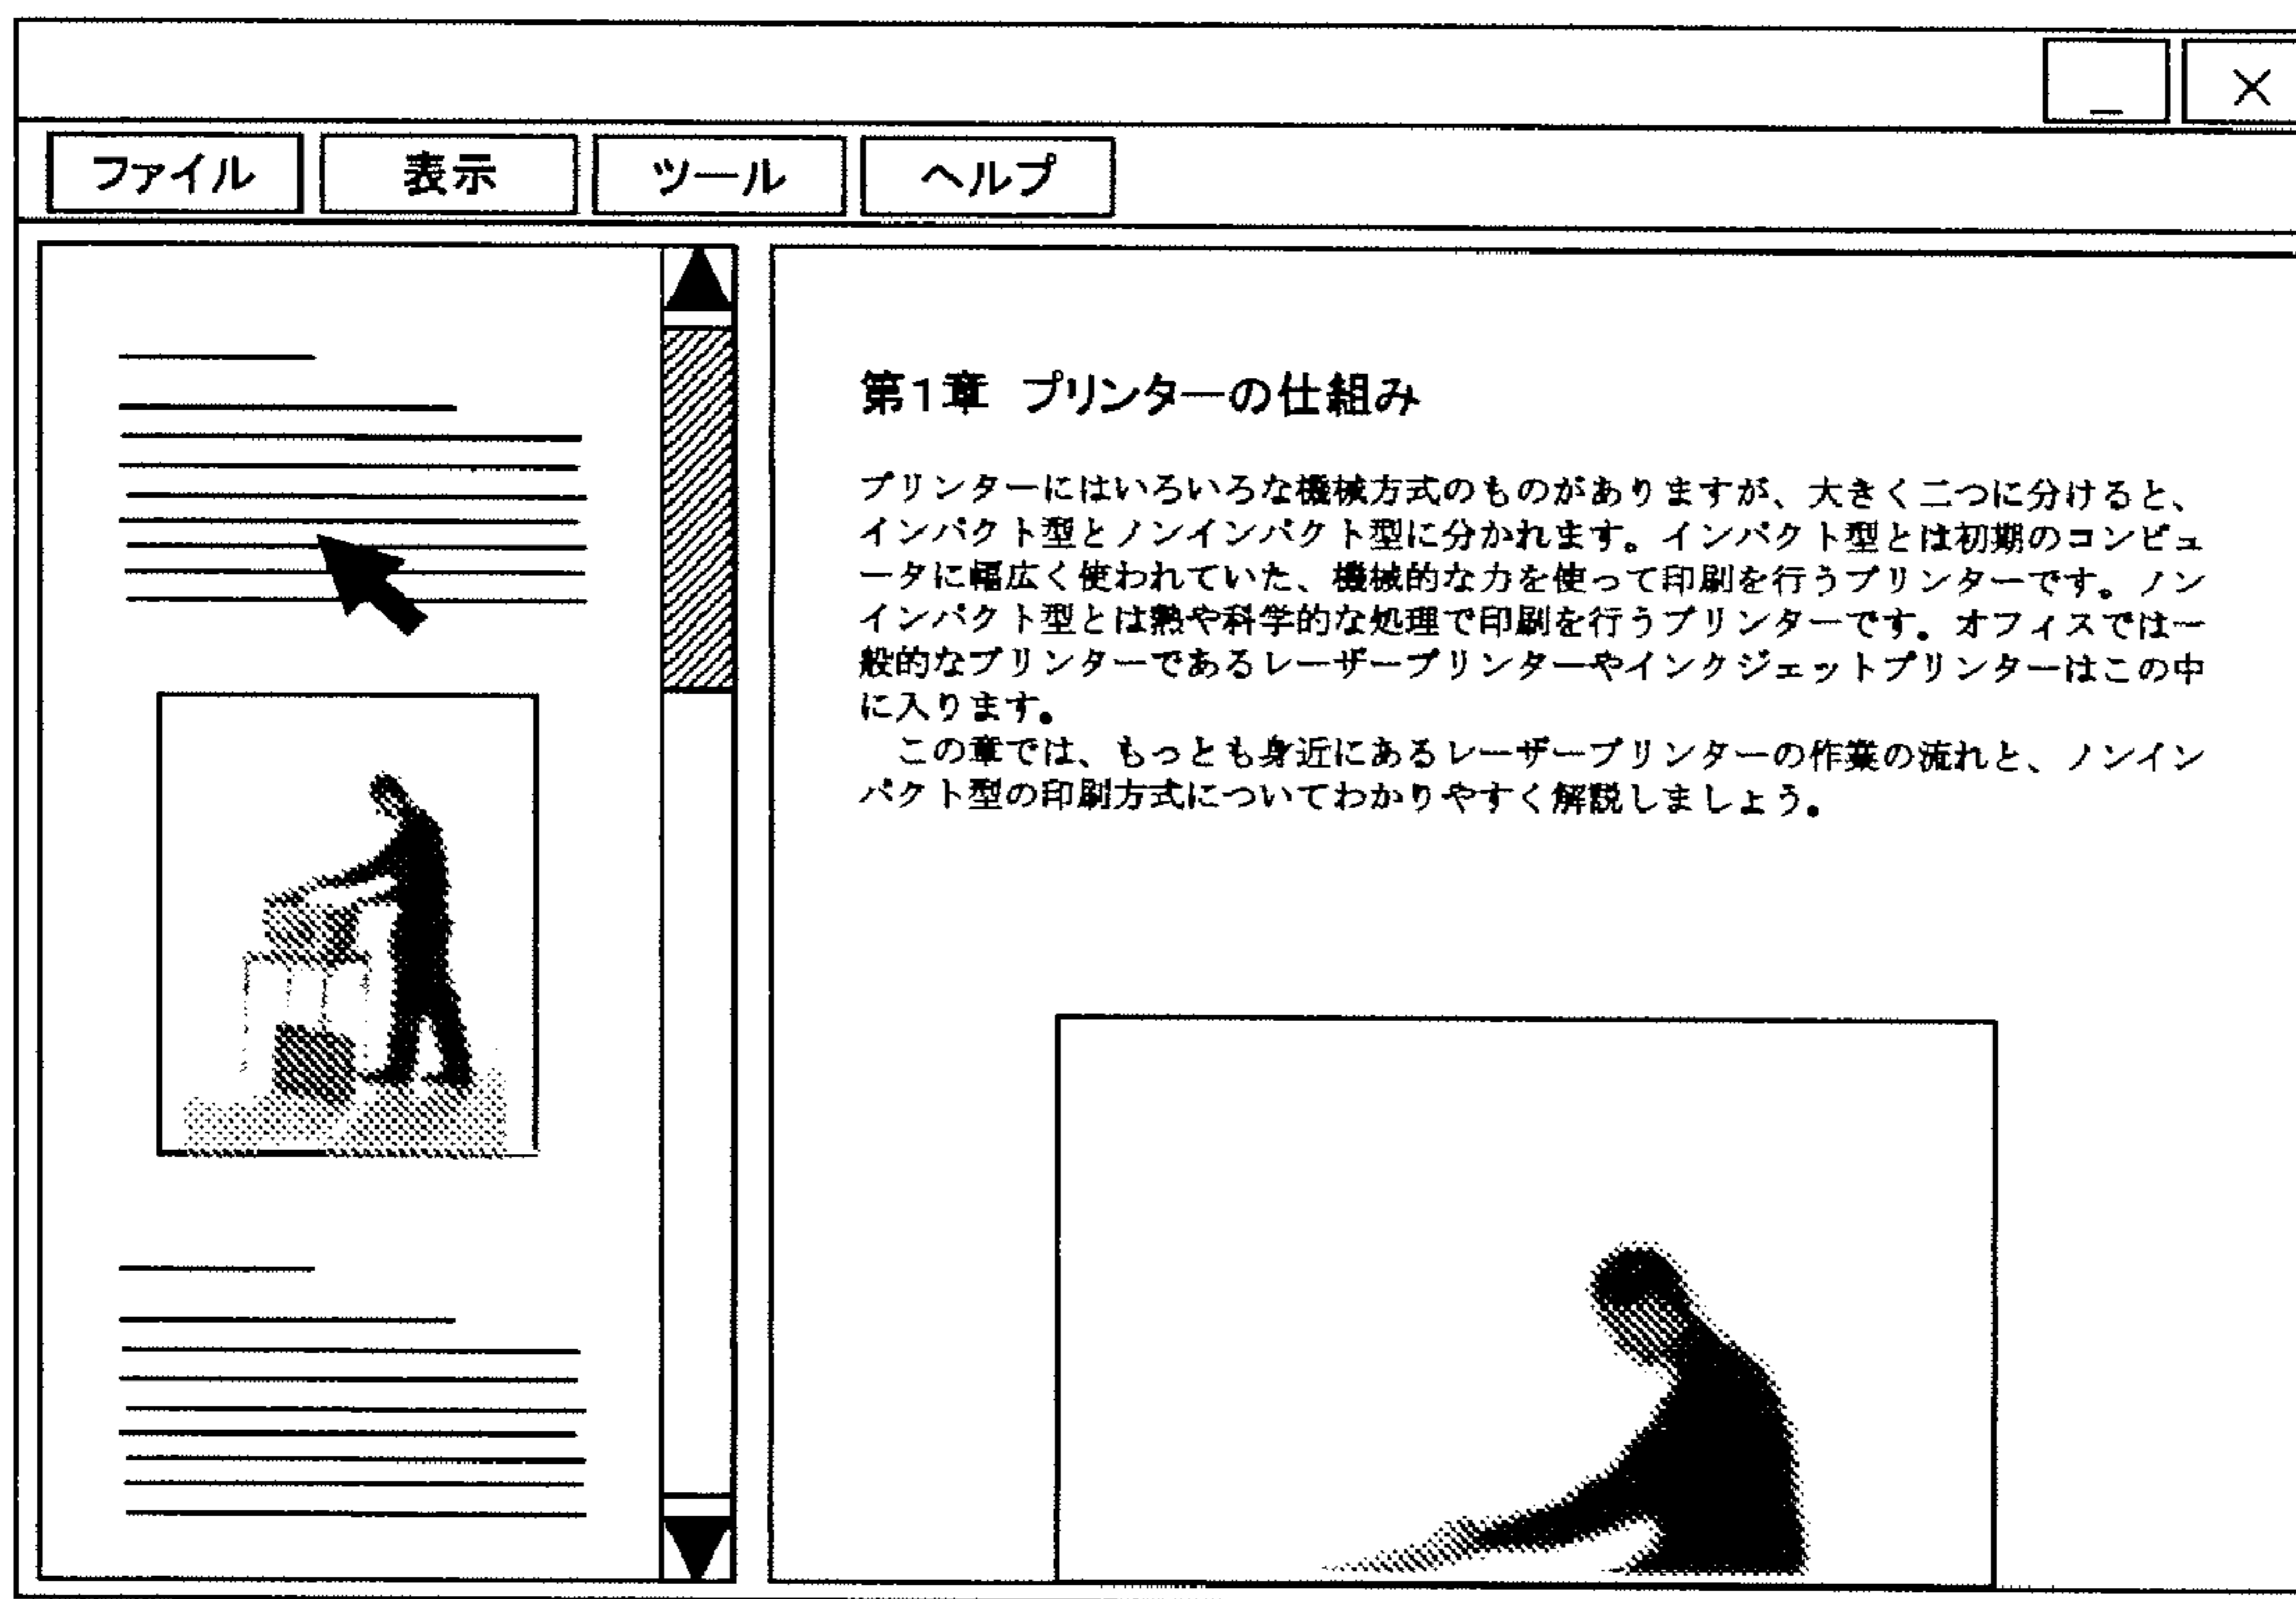 ファイル 表示 ツール ヘルプ
第1章 プリンターの仕組み
プリンターにはいろいろな機械方式のものがありますが、大きく二つに分けると、
インパクト型とノンインパクト型に分かれます。インパクト型とは初期のコンピュ
ータに幅広く使われていた、機械的な力を使って印刷を行うプリンターです。ノン
インパクト型とは熱や科学的な処理で印刷を行うプリンターです。オフィスでは一
般的なプリンターであるレーザープリンターやインクジェットプリンターはこの中
に入ります。
　この章では、もっとも身近にあるレーザープリンターの作業の流れと、ノンイン
パクト型の印刷方式についてわかりやすく解説しましょう。